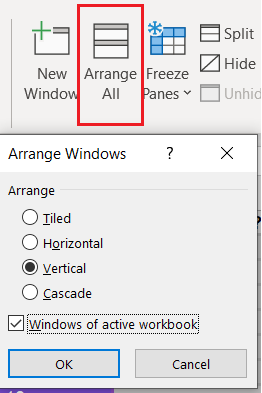 New Window
Arrange All
Freeze Panes
Split
Hide
Unhid
Arrange Windows
?
Arrange
Tiled
Horizontal
Vertical
Cascade
Windows of active workbook
OK
Cancel